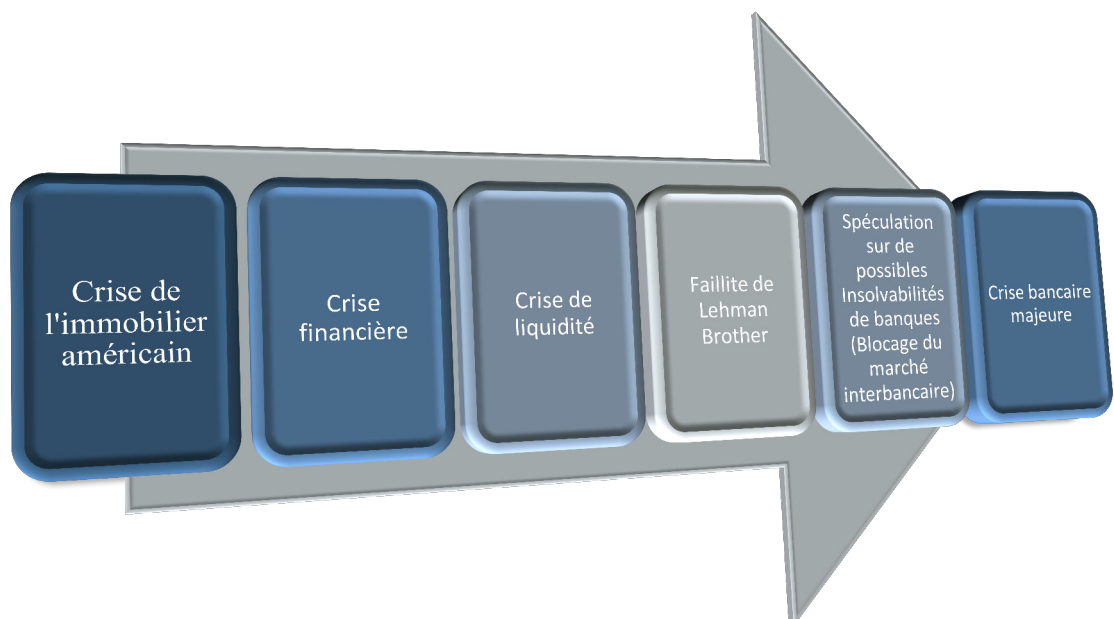 Crise de
l'immobilier
américain
Crise
financière
Crise de
liquidité
Faillite de
Lehman
Brother
Spéculation
sur de
possibles
Insolvabilités
de banques
(Blocage du
marché
interbancaire)
Crise bancaire
majeure